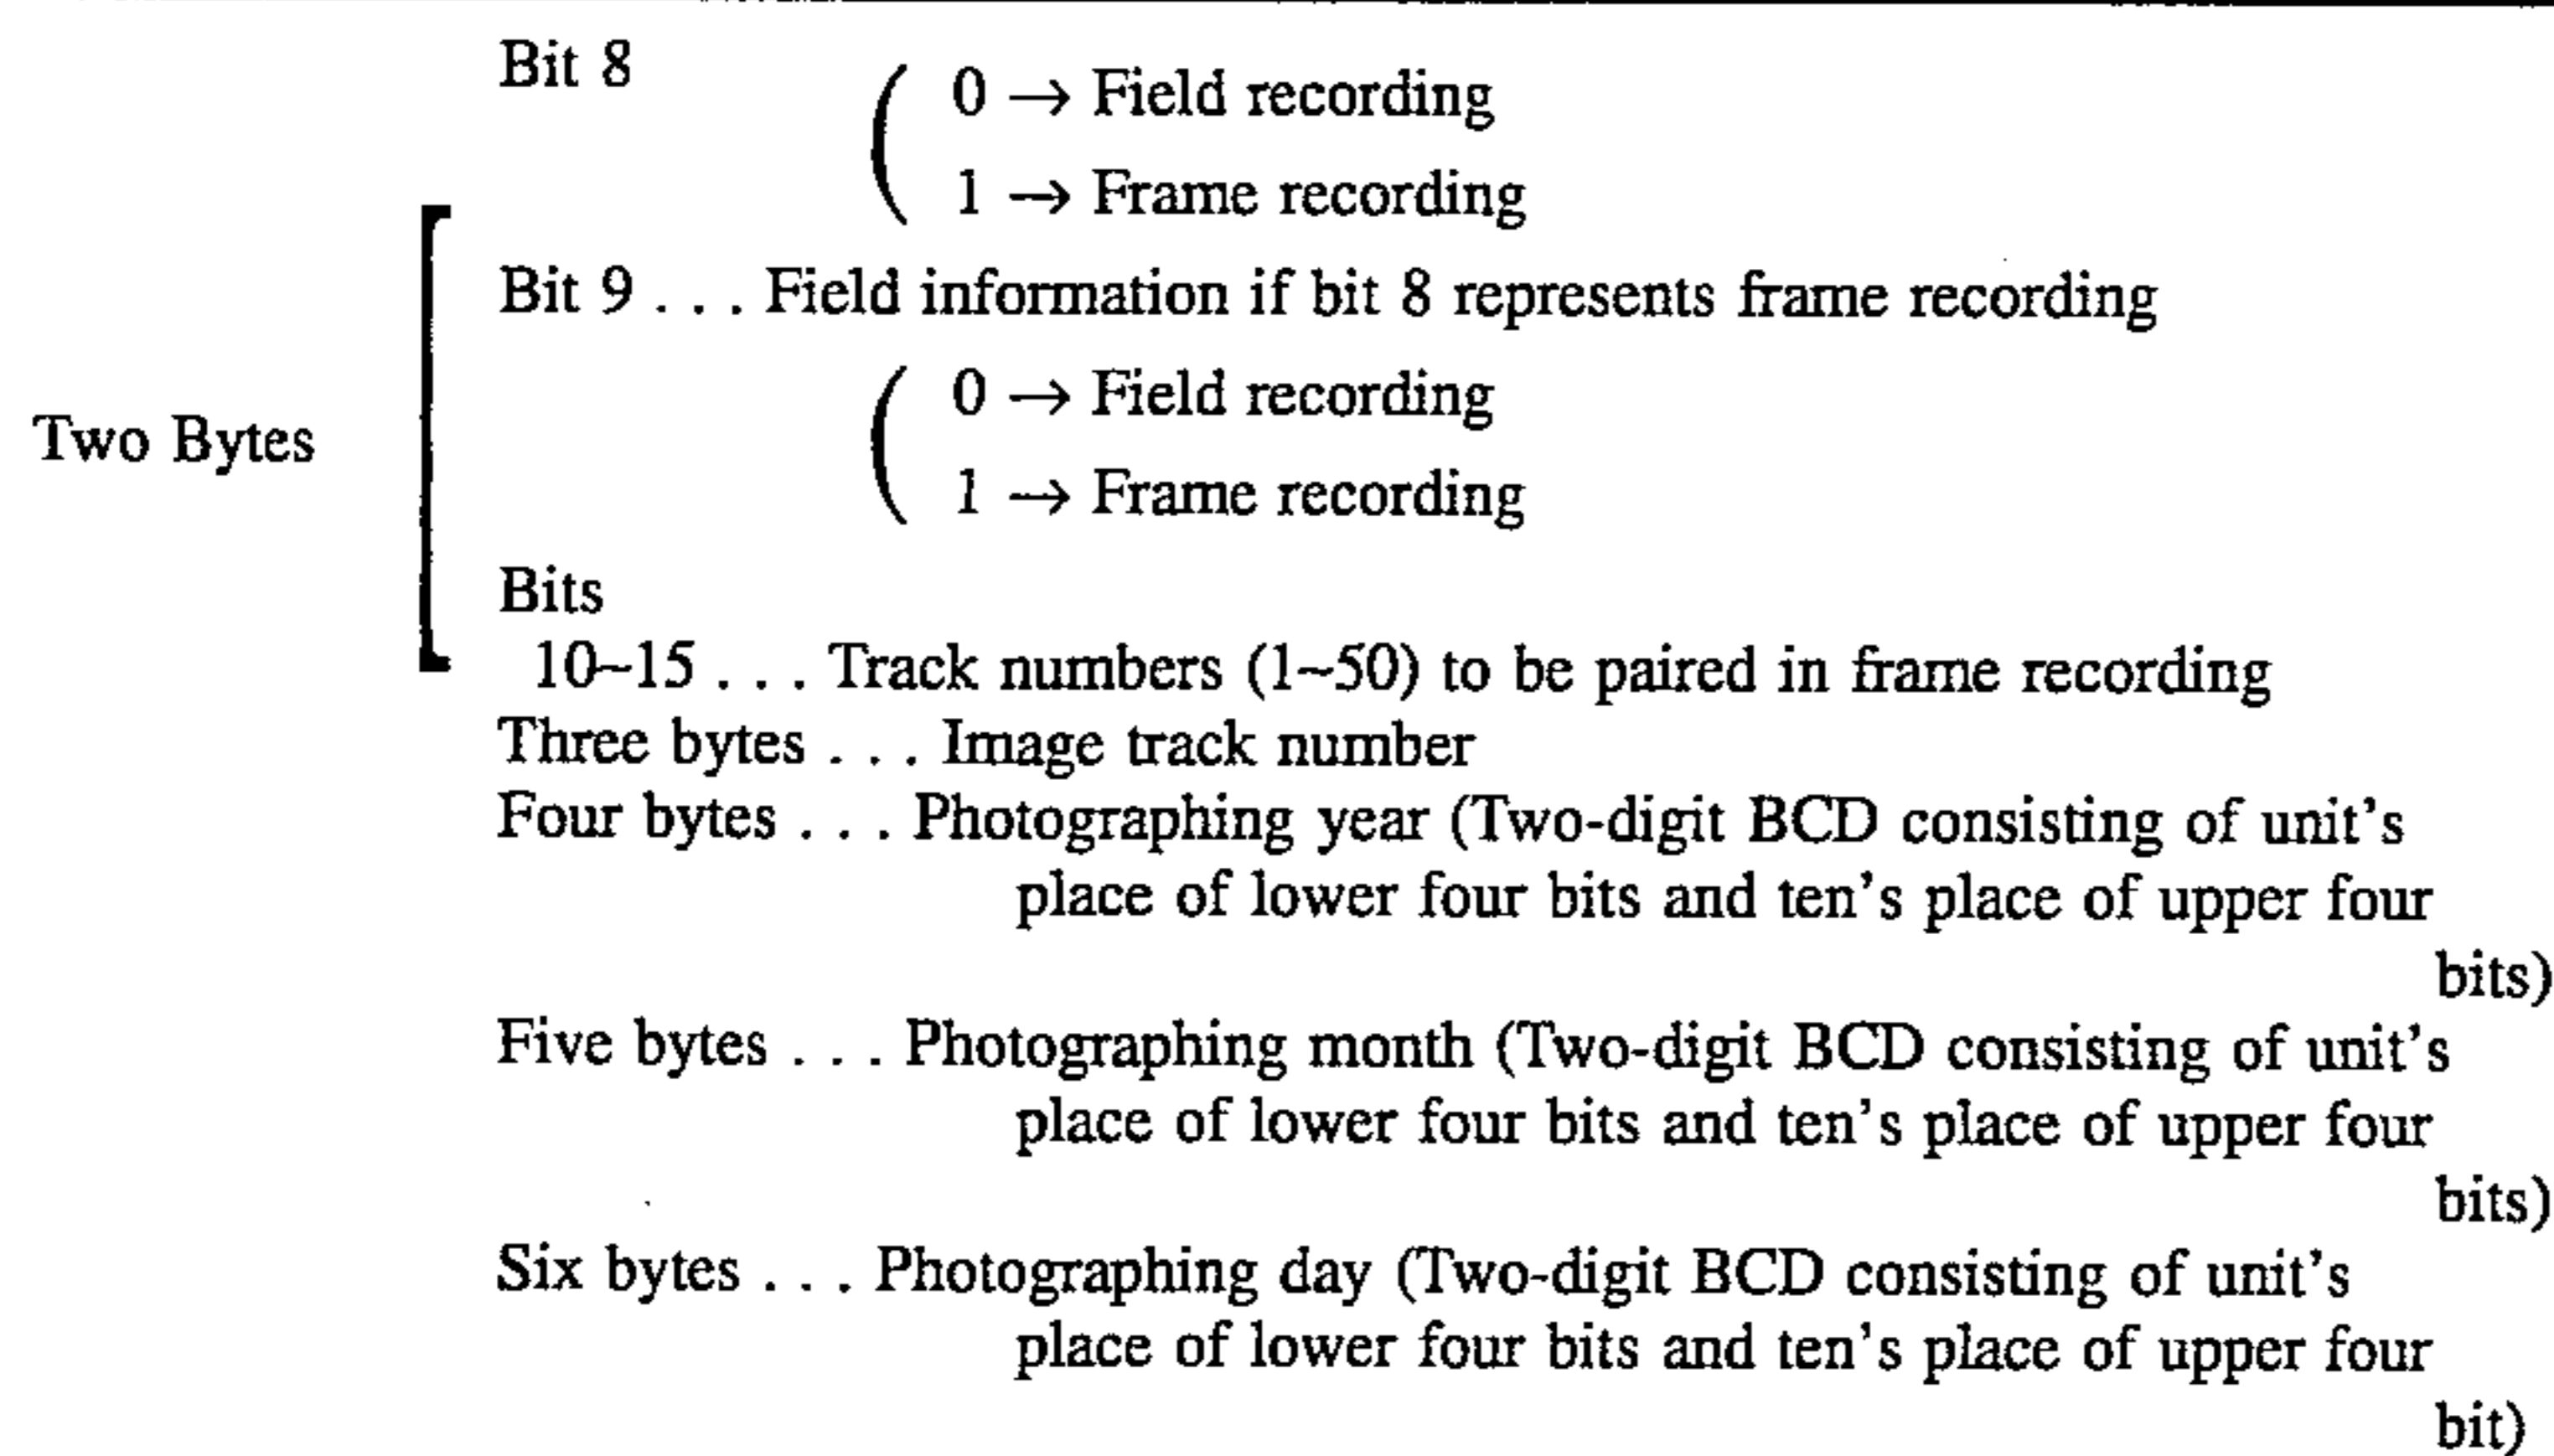 Bit 8
0 → Field recording
1 → Frame recording
Bit 9 . . . Field information if bit 8 represents frame recording
0 → Field recording
Two Bytes
1 → Frame recording
Bits
10–15 . . . Track numbers (1~50) to be paired in frame recording
Three bytes . . . Image track number
Four bytes . . . Photographing year (Two-digit BCD consisting of unit's
place of lower four bits and ten's place of upper four
bits)
Five bytes . . . Photographing month (Two-digit BCD consisting of unit's
place of lower four bits and ten's place of upper four
bits)
Six bytes . . . Photographing day (Two-digit BCD consisting of unit's
place of lower four bits and ten's place of upper four
bit)